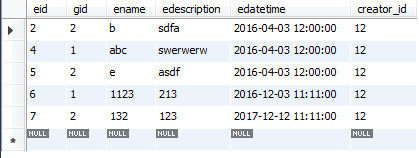 eid gid ename edescription edatetime creator_id
2 2 b sdfa 2016-04-03 12:00:00 12
4 1 abc swerwerw 2016-04-03 12:00:00 12
5 2 e asdf 2016-04-03 12:00:00 12
6 1 1123 213 2016-12-03 11:11:00 12
7 2 132 123 2017-12-12 11:11:00 12
* NULL NULL NULL NULL NULL NULL